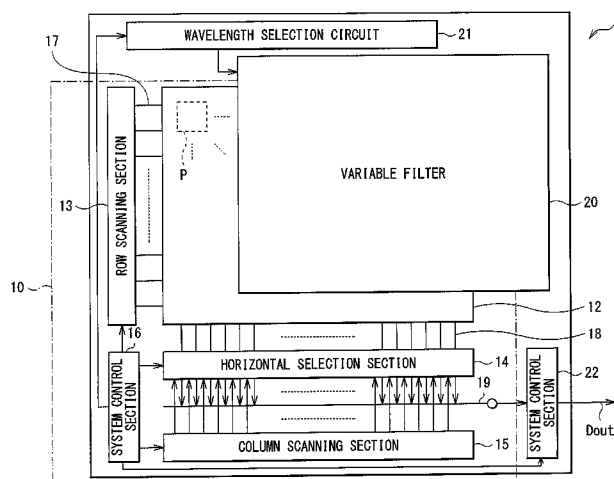 WAVELENGTH SELECTION CIRCUIT
21
17
P
VARIABLE FILTER
20
ROW SCANNING SECTION
13
10
12
18
16
HORIZONTAL SELECTION SECTION
14
SYSTEM CONTROL
SECTION
19
22
SYSTEM CONTROL
SECTION
Dout
COLUMN SCANNING SECTION
15